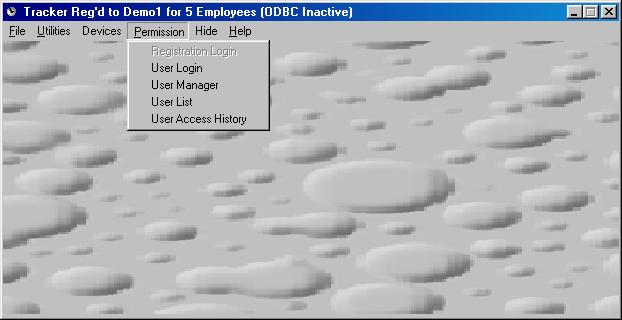 Tracker Reg'd to Demo1 for 5 Employees (ODBC Inactive)
File Utilities Devices Permission Hide Help
Registration Login
User Login
User Manager
User List
User Access History